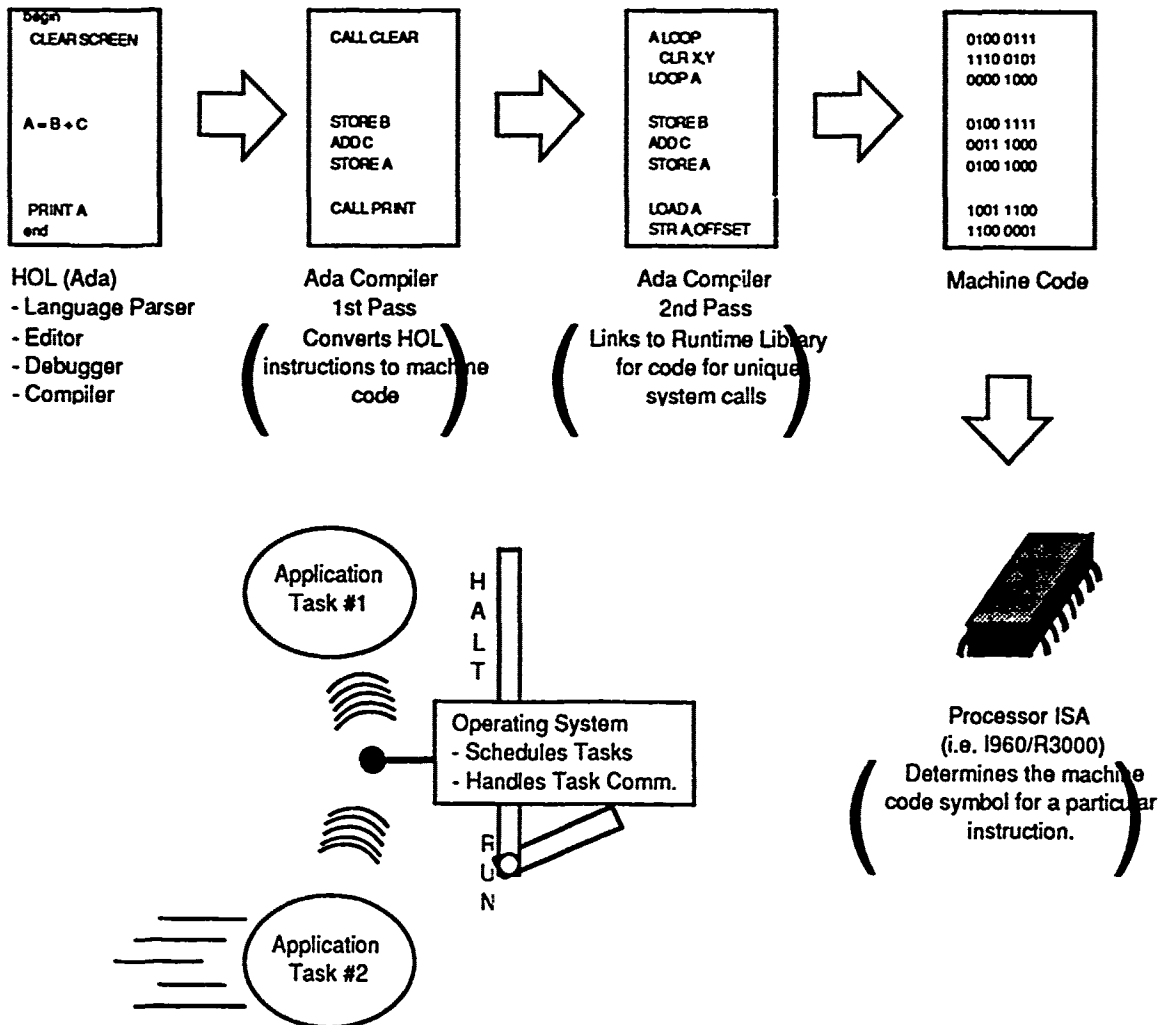 begin
CLEAR SCREEN
A = B + C
PRINT A
end
CALL CLEAR
STORE B
ADD C
STORE A
CALL PRINT
A LOOP
CLR X,Y
LOOP A
STORE B
ADD C
STORE A
LOAD A
STR A,OFFSET
0100 0111
1110 0101
0000 1000
0100 1111
0011 1000
0100 1000
1001 1100
1100 0001
HOL (Ada)
- Language Parser
- Editor
- Debugger
- Compiler
Ada Compiler
1st Pass
(Converts HOL
instructions to machine
code)
Ada Compiler
2nd Pass
(Links to Runtime Library
for code for unique
system calls)
Machine Code
Application
Task #1
HALT
Operating System
- Schedules Tasks
- Handles Task Comm.
RUN
Application
Task #2
Processor ISA
(i.e. I960/R3000)
(Determines the machine
code symbol for a particular
instruction.)